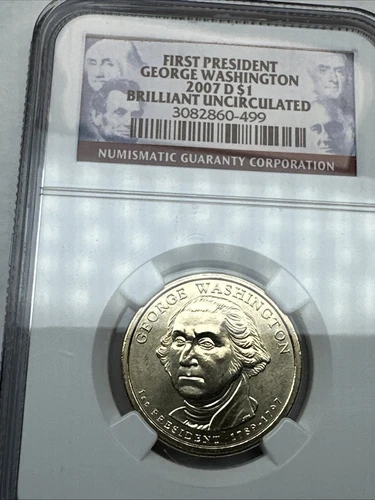 FIRST PRESIDENT
GEORGE WASHINGTON
2007 D $1
BRILLIANT UNCIRCULATED
3082860-499
NUMISMATIC GUARANTY CORPORATION
GEORGE WASHINGTON
1st PRESIDENT 1789-1797